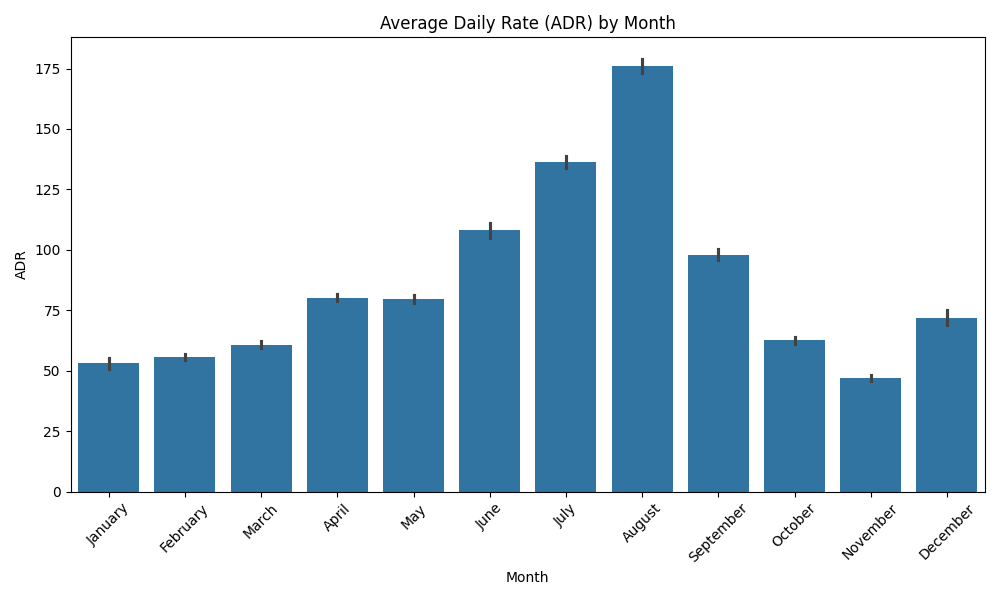 Average Daily Rate (ADR) by Month
ADR
175
150
125
100
75
50
25
0
January
February
March
April
May
June
July
August
September
October
November
December
Month